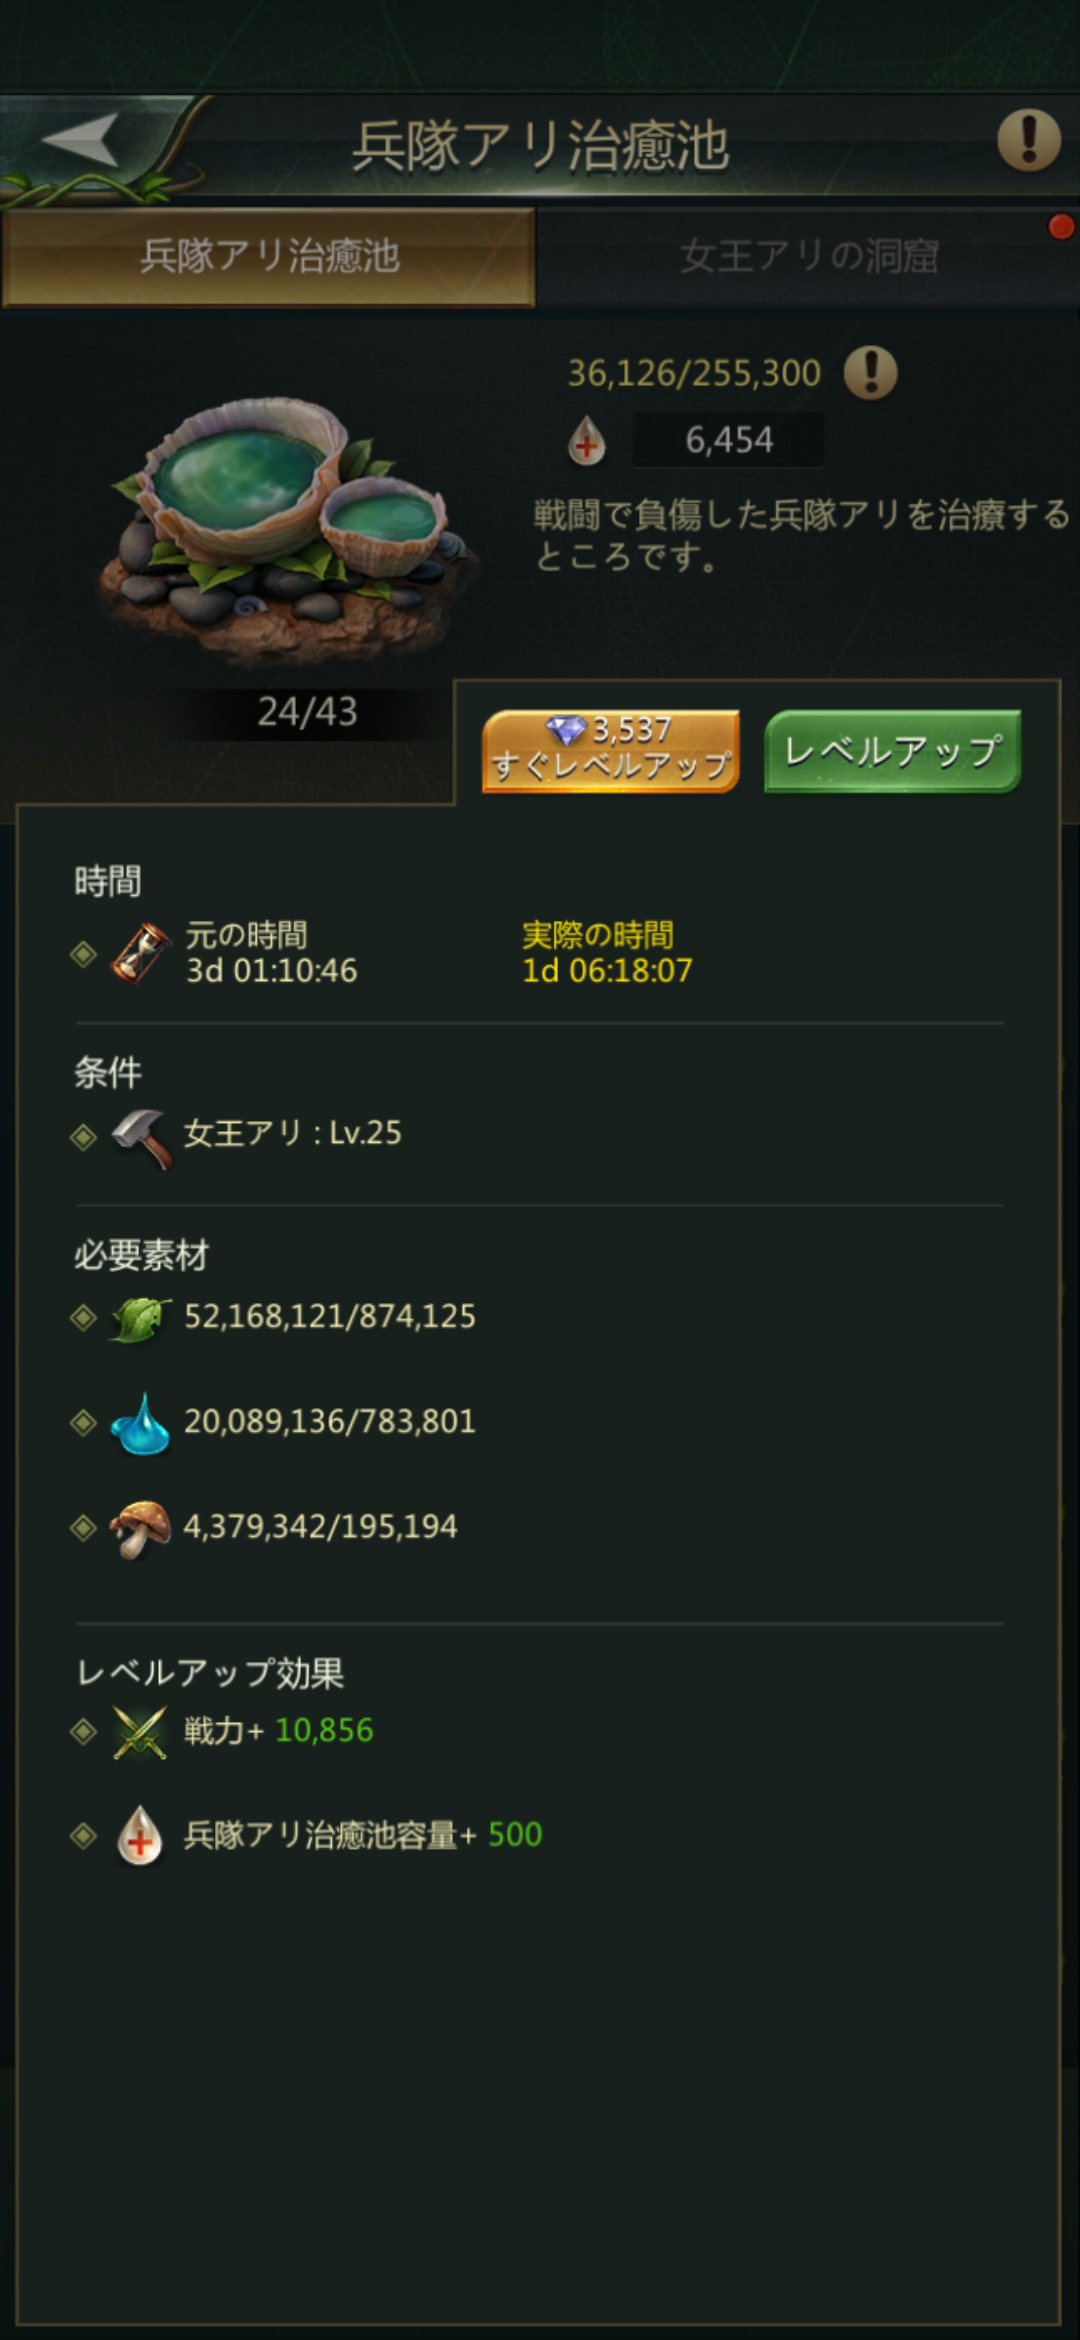 兵隊アリ治癒池
兵隊アリ治癒池
女王アリの洞窟
36,126/255,300
6,454
戦闘で負傷した兵隊アリを治療する
ところです。
24/43
3,537
すぐレベルアップ
レベルアップ
時間
元の時間
実際の時間
3d 01:10:46
1d 06:18:07
条件
女王アリ : Lv.25
必要素材
52,168,121/874,125
20,089,136/783,801
4,379,342/195,194
レベルアップ効果
戦力+ 10,856
兵隊アリ治癒池容量+ 500